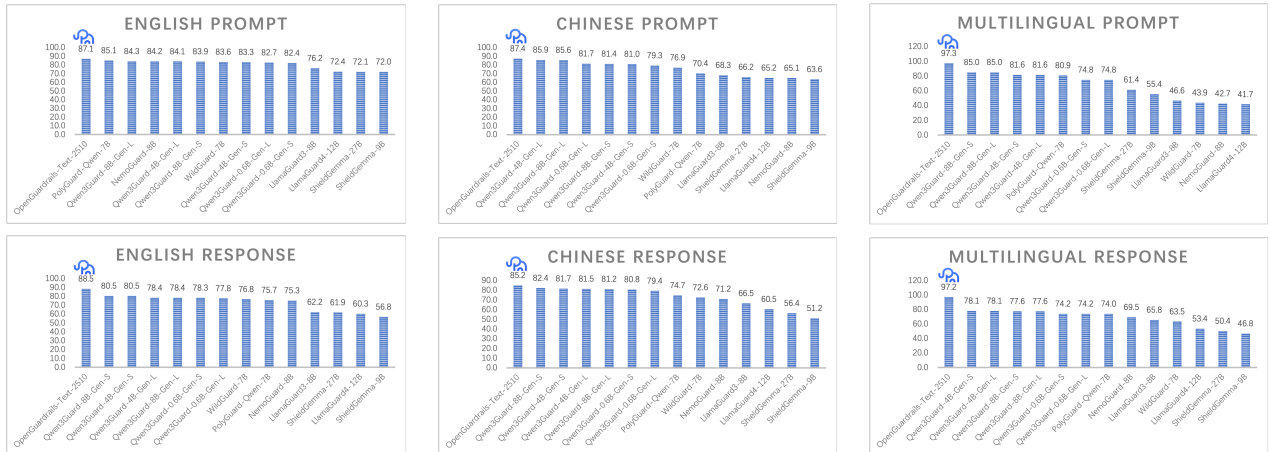 ENGLISH PROMPT
100.0
90.0
80.0
70.0
60.0
50.0
40.0
30.0
20.0
10.0
0.0
87.1 85.1 84.3 84.2 84.1 83.9 83.6 83.3 82.7 82.4 76.2 72.4 72.1 72.0
OpenGuardrails-Text-2510
PolyGuard-Qwen-7B
Qwen3Guard-8B-Gen-L
NemoGuard-8B
Qwen3Guard-4B-Gen-L
Qwen3Guard-8B-Gen-S
WildGuard-7B
Qwen3Guard-4B-Gen-S
Qwen3Guard-0.6B-Gen-L
Qwen3Guard-0.6B-Gen-S
LlamaGuard3-8B
LlamaGuard4-12B
ShieldGemma-27B
ShieldGemma-9B
CHINESE PROMPT
100.0
90.0
80.0
70.0
60.0
50.0
40.0
30.0
20.0
10.0
0.0
87.4 85.9 85.6 81.7 81.4 81.0 79.3 76.9 70.4 68.3 66.2 65.2 65.1 63.6
OpenGuardrails-Text-2510
Qwen3Guard-4B-Gen-L
Qwen3Guard-8B-Gen-L
Qwen3Guard-0.6B-Gen-L
Qwen3Guard-8B-Gen-S
Qwen3Guard-4B-Gen-S
Qwen3Guard-0.6B-Gen-S
WildGuard-7B
PolyGuard-Qwen-7B
LlamaGuard3-8B
ShieldGemma-27B
LlamaGuard4-12B
NemoGuard-8B
ShieldGemma-9B
MULTILINGUAL PROMPT
120.0
100.0
80.0
60.0
40.0
20.0
0.0
97.3 85.0 85.0 81.6 81.6 80.9 74.8 74.8 61.4 55.4 46.6 43.9 42.7 41.7
OpenGuardrails-Text-2510
Qwen3Guard-8B-Gen-S
Qwen3Guard-8B-Gen-L
Qwen3Guard-4B-Gen-S
Qwen3Guard-4B-Gen-L
PolyGuard-Qwen-7B
Qwen3Guard-0.6B-Gen-S
Qwen3Guard-0.6B-Gen-L
ShieldGemma-27B
ShieldGemma-9B
LlamaGuard3-8B
WildGuard-7B
NemoGuard-8B
LlamaGuard4-12B
ENGLISH RESPONSE
100.0
90.0
80.0
70.0
60.0
50.0
40.0
30.0
20.0
10.0
0.0
88.5 80.5 80.5 78.4 78.4 78.3 77.8 76.8 75.7 75.3 62.2 61.9 60.3 56.8
OpenGuardrails-Text-2510
Qwen3Guard-8B-Gen-S
Qwen3Guard-4B-Gen-S
Qwen3Guard-4B-Gen-L
Qwen3Guard-8B-Gen-L
Qwen3Guard-0.6B-Gen-S
Qwen3Guard-0.6B-Gen-L
WildGuard-7B
PolyGuard-Qwen-7B
NemoGuard-8B
LlamaGuard3-8B
ShieldGemma-27B
LlamaGuard4-12B
ShieldGemma-9B
CHINESE RESPONSE
90.0
80.0
70.0
60.0
50.0
40.0
30.0
20.0
10.0
0.0
85.2 82.4 81.7 81.5 81.2 80.8 79.4 74.7 72.6 71.2 66.5 60.5 56.4 51.2
OpenGuardrails-Text-2510
Qwen3Guard-8B-Gen-S
Qwen3Guard-4B-Gen-S
Qwen3Guard-4B-Gen-L
Qwen3Guard-8B-Gen-L
Qwen3Guard-0.6B-Gen-S
Qwen3Guard-0.6B-Gen-L
PolyGuard-Qwen-7B
WildGuard-7B
NemoGuard-8B
LlamaGuard3-8B
LlamaGuard4-12B
ShieldGemma-27B
ShieldGemma-9B
MULTILINGUAL RESPONSE
120.0
100.0
80.0
60.0
40.0
20.0
0.0
97.2 78.1 78.1 77.6 77.6 74.2 74.2 74.0 69.5 65.8 63.5 53.4 50.4 46.8
OpenGuardrails-Text-2510
Qwen3Guard-4B-Gen-S
Qwen3Guard-4B-Gen-L
Qwen3Guard-8B-Gen-S
Qwen3Guard-8B-Gen-L
Qwen3Guard-0.6B-Gen-S
Qwen3Guard-0.6B-Gen-L
PolyGuard-Qwen-7B
NemoGuard-8B
LlamaGuard3-8B
WildGuard-7B
LlamaGuard4-12B
ShieldGemma-27B
ShieldGemma-9B